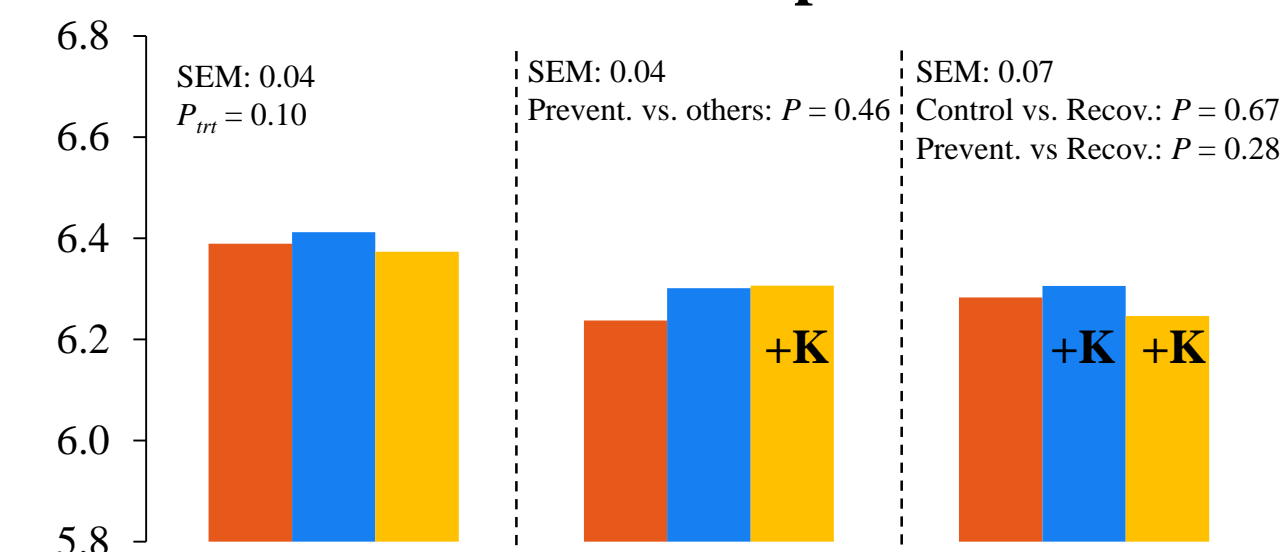 6.8
6.6
6.4
6.2
6.0
5.8
SEM: 0.04
P trt = 0.10
SEM: 0.04
Prevent. vs. others: P = 0.46
SEM: 0.07
Control vs. Recov.: P = 0.67
Prevent. vs Recov.: P = 0.28
+K
+K +K